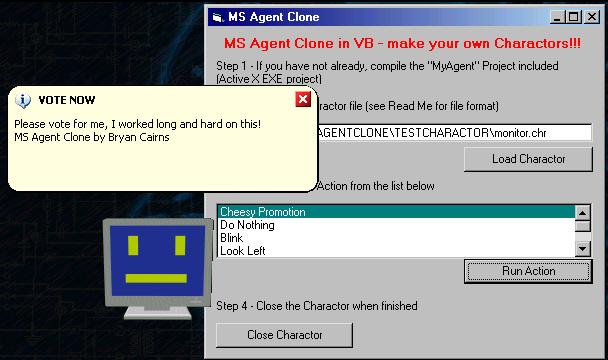 MS Agent Clone
MS Agent Clone in VB - make your own Charactors!!!
Step 1 - If you have not already, compile the "MyAgent" Project included
(Active X EXE project)
VOTE NOW
Please vote for me, I worked long and hard on this!
MS Agent Clone by Bryan Cairns
file (see Read Me for file format)
AGENTCLONE\TESTCHARACTOR\monitor.chr
Load Charactor
Action from the list below
Cheesy Promotion
Do Nothing
Blink
Look Left
Run Action
Step 4 - Close the Charactor when finished
Close Charactor